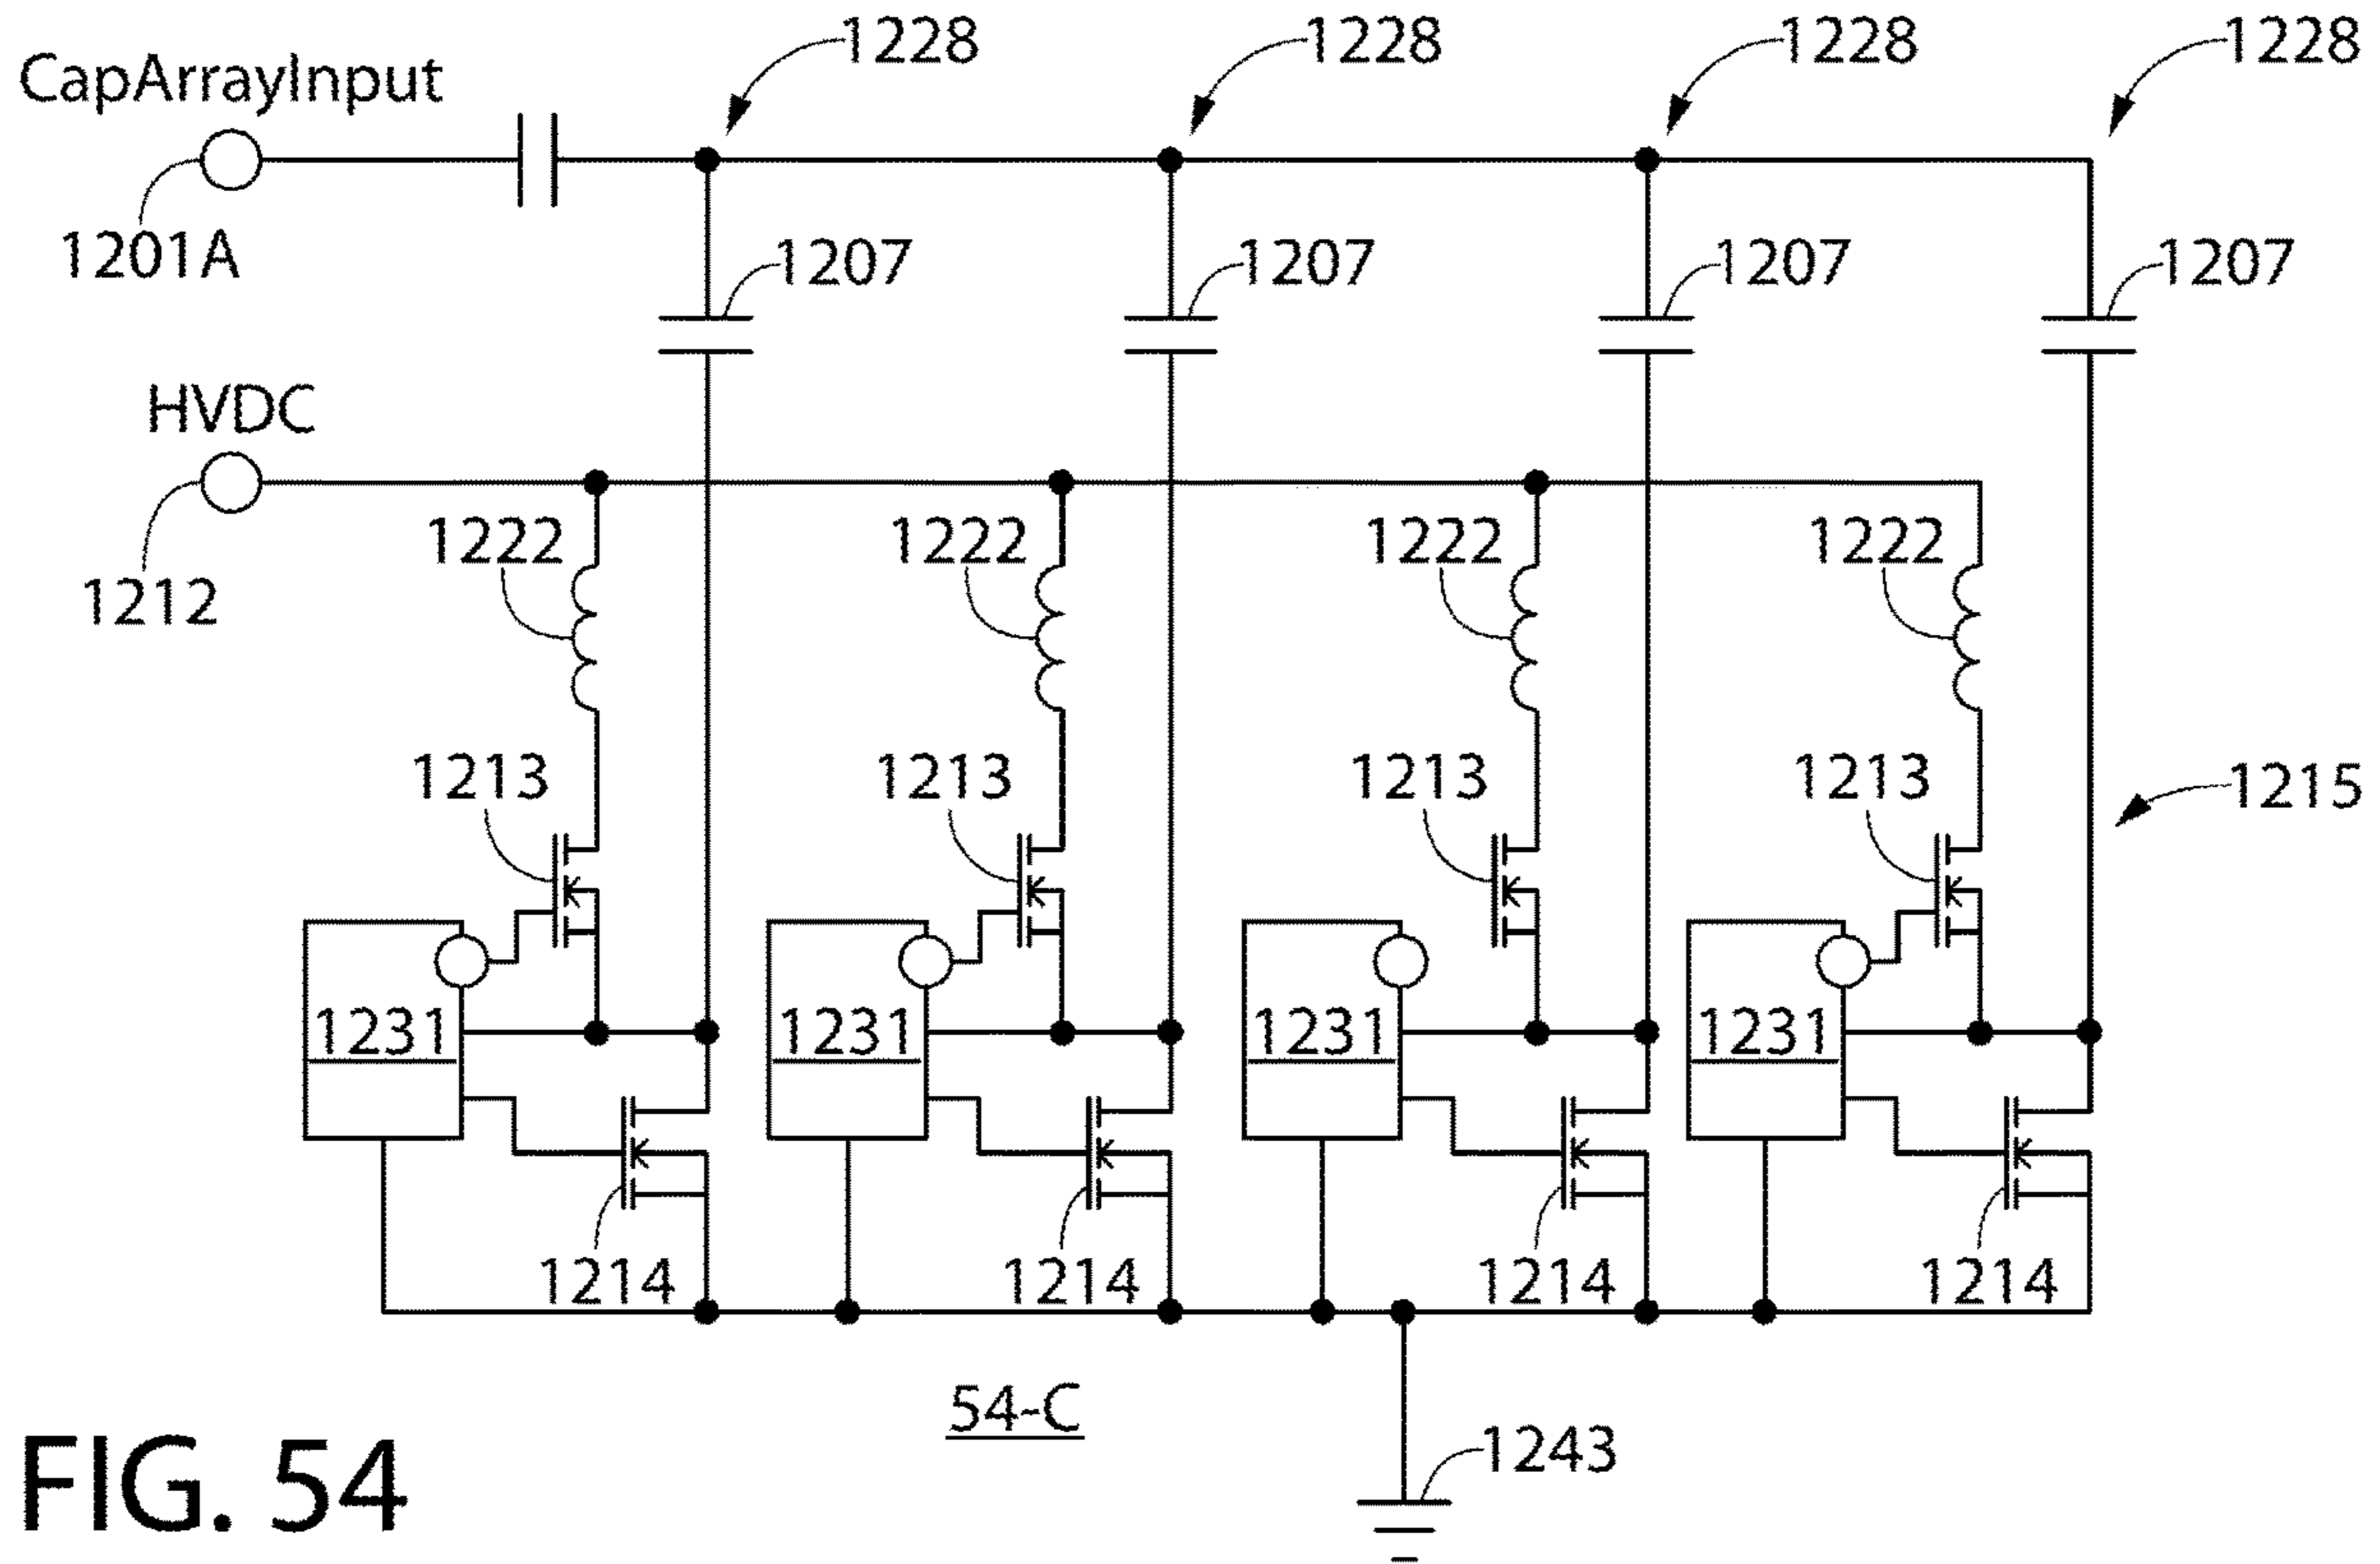 1228 1228 1228 1228
CapArrayInput
1201A
1207 1207 1207 1207
HVDC
1222 1222 1222 1222
1212
1213 1213 1213 1213
1215
1231 1231 1231 1231
1214 1214 1214 1214
54-C
1243
FIG. 54